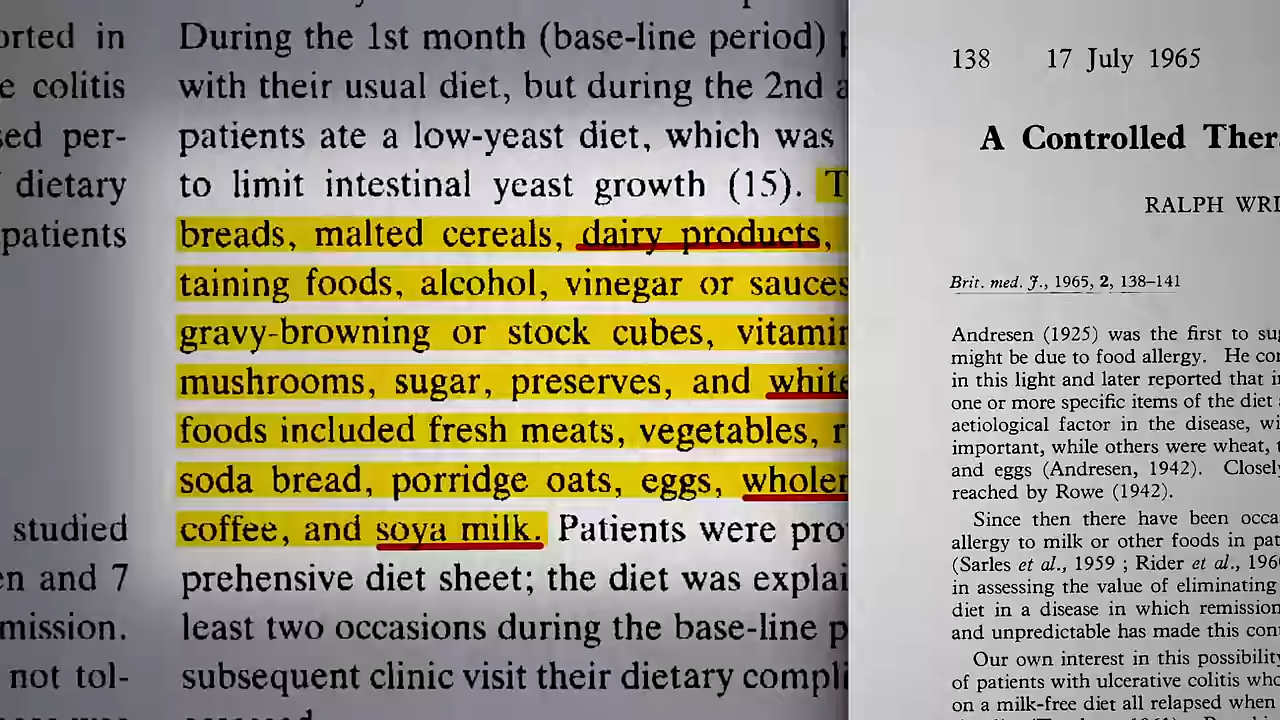 orted in
e colitis
sed per-
dietary
patients
studied
en and 7
mission.
not tol-
During the 1st month (base-line period)
with their usual diet, but during the 2nd
patients ate a low-yeast diet, which was
to limit intestinal yeast growth (15). T
breads, malted cereals, dairy products,
taining foods, alcohol, vinegar or sauces
gravy-browning or stock cubes, vitamin
mushrooms, sugar, preserves, and white
foods included fresh meats, vegetables, r
soda bread, porridge oats, eggs, wholem
coffee, and soya milk. Patients were pro
prehensive diet sheet; the diet was explai
least two occasions during the base-line p
subsequent clinic visit their dietary compli
138 17 July 1965
A Controlled Ther
RALPH WRI
Brit. med. J., 1965, 2, 138–141
Andresen (1925) was the first to sug
might be due to food allergy. He con
in this light and later reported that i
one or more specific items of the diet
aetiological factor in the disease, wi
important, while others were wheat,
and eggs (Andresen, 1942). Closely
reached by Rowe (1942).
Since then there have been occa
allergy to milk or other foods in pat
(Sarles et al., 1959 ; Rider et al., 196
in assessing the value of eliminating
diet in a disease in which remission
and unpredictable has made this con
Our own interest in this possibility
of patients with ulcerative colitis who
on a milk-free diet all relapsed when